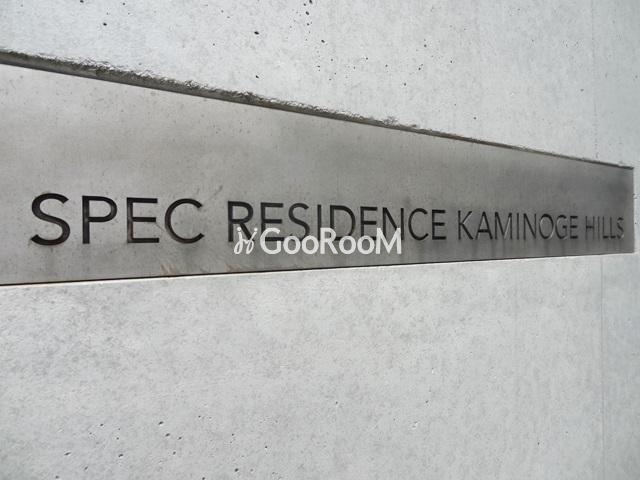 SPEC RESIDENCE KAMINOGE HILLS
GooRooM